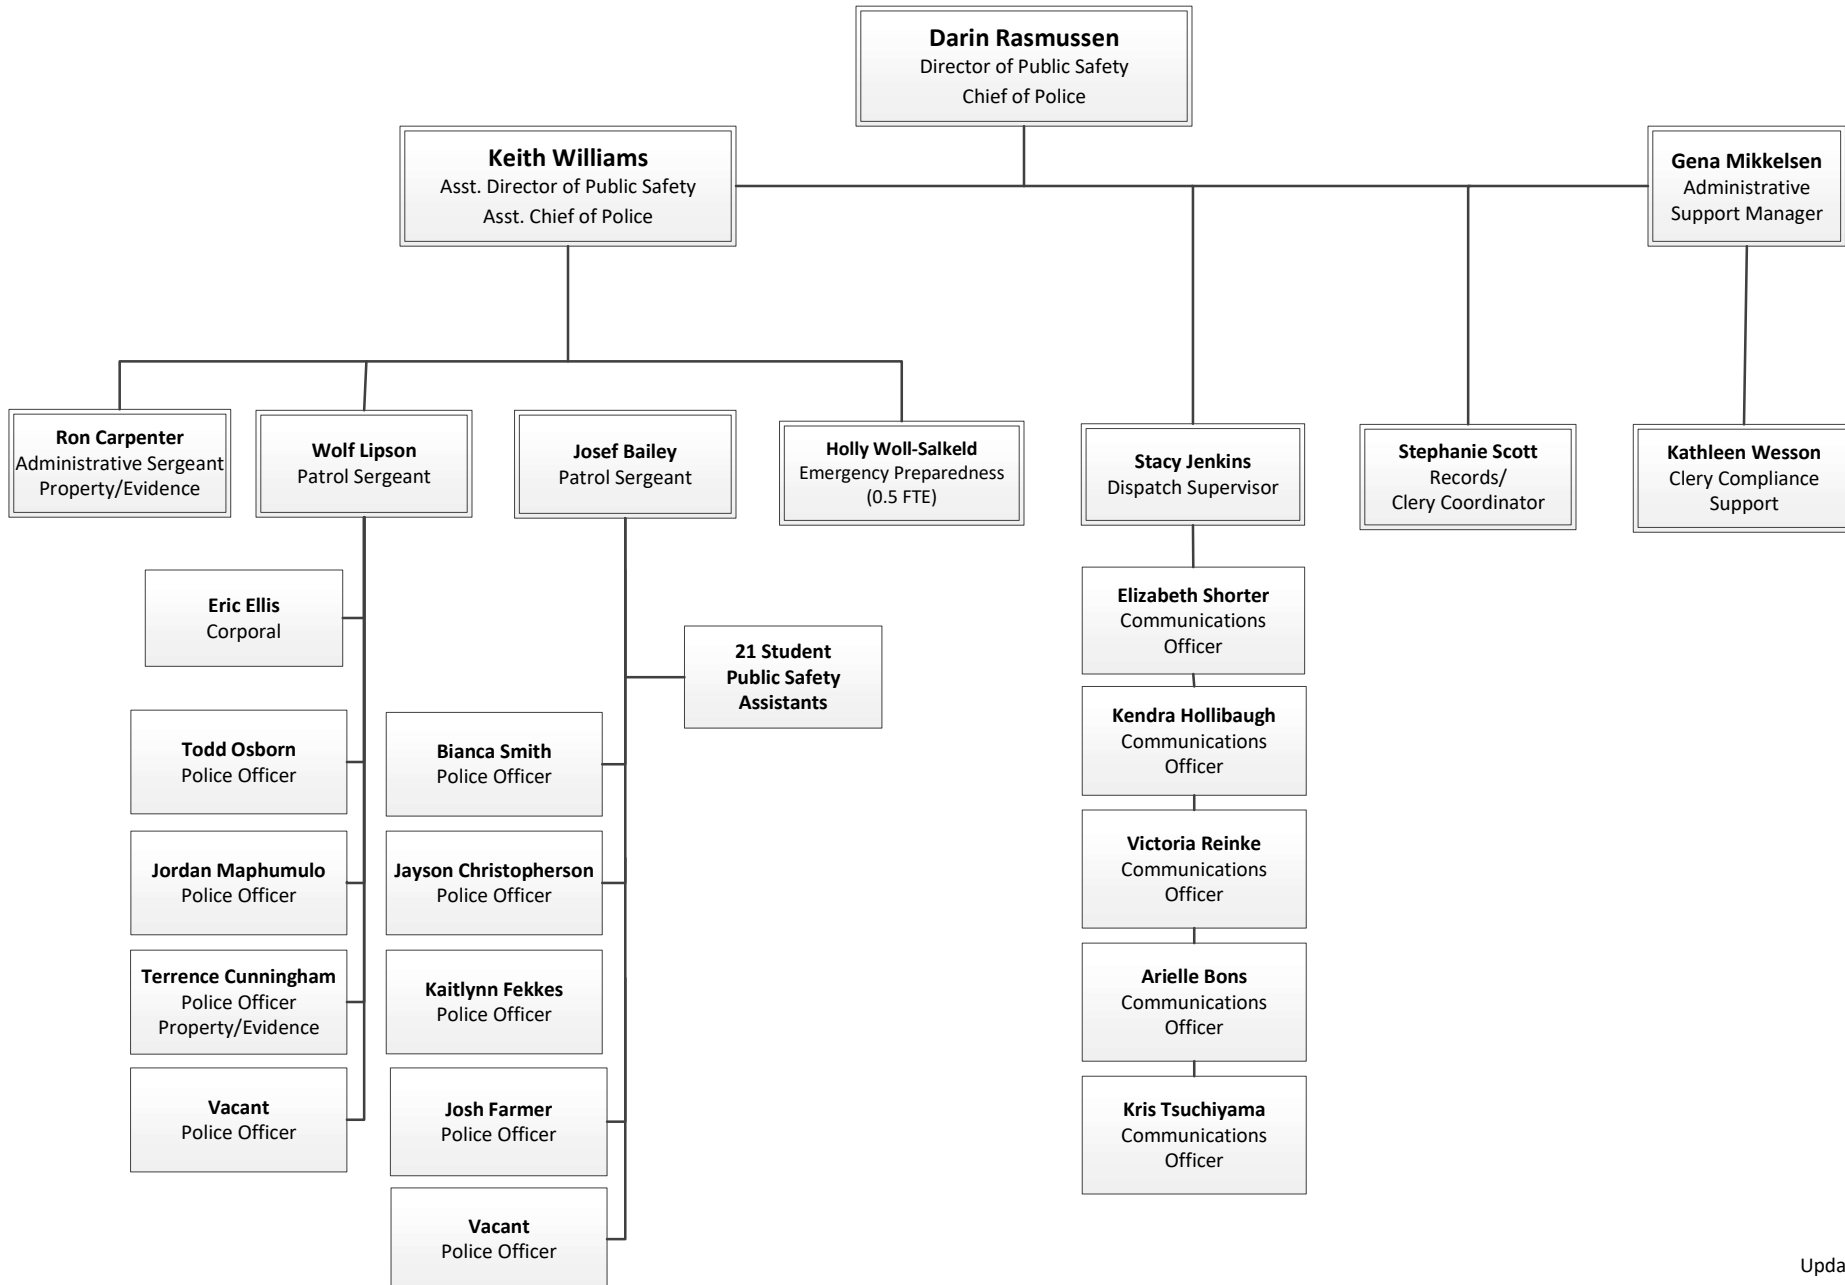 Darin Rasmussen
Director of Public Safety
Chief of Police
Keith Williams
Asst. Director of Public Safety
Asst. Chief of Police
Gena Mikkelsen
Administrative
Support Manager
Ron Carpenter
Administrative Sergeant
Property/Evidence
Wolf Lipson
Patrol Sergeant
Josef Bailey
Patrol Sergeant
Holly Woll-Salkeld
Emergency Preparedness
(0.5 FTE)
Stacy Jenkins
Dispatch Supervisor
Stephanie Scott
Records/
Clery Coordinator
Kathleen Wesson
Clery Compliance
Support
Eric Ellis
Corporal
Todd Osborn
Police Officer
Jordan Maphumulo
Police Officer
Terrence Cunningham
Police Officer
Property/Evidence
Vacant
Police Officer
21 Student
Public Safety
Assistants
Bianca Smith
Police Officer
Jayson Christopherson
Police Officer
Kaitlynn Fekkes
Police Officer
Josh Farmer
Police Officer
Vacant
Police Officer
Elizabeth Shorter
Communications
Officer
Kendra Hollibaugh
Communications
Officer
Victoria Reinke
Communications
Officer
Arielle Bons
Communications
Officer
Kris Tsuchiyama
Communications
Officer
Upda